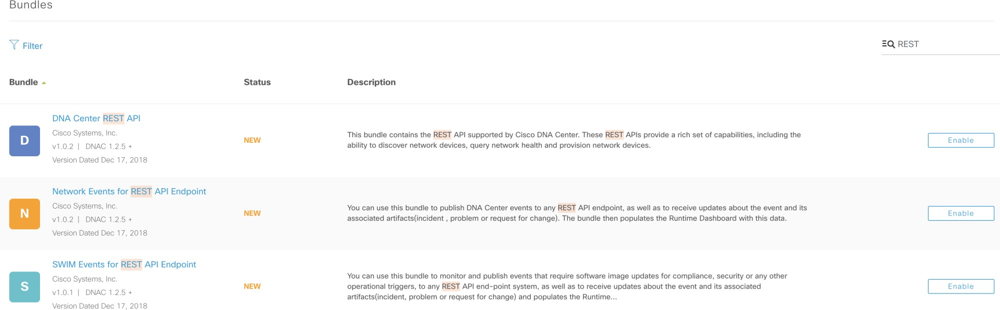 Bundles
Filter
REST
Bundle Status Description
D
DNA Center REST API
Cisco Systems, Inc.
v1.0.2 | DNAC 1.2.5 +
Version Dated Dec 17, 2018
NEW
This bundle contains the REST API supported by Cisco DNA Center. These REST APIs provide a rich set of capabilities, including the
ability to discover network devices, query network health and provision network devices.
Enable
N
Network Events for REST API Endpoint
Cisco Systems, Inc.
v1.0.2 | DNAC 1.2.5 +
Version Dated Dec 17, 2018
NEW
You can use this bundle to publish DNA Center events to any REST API endpoint, as well as to receive updates about the event and its
associated artifacts(incident , problem or request for change). The bundle then populates the Runtime Dashboard with this data.
Enable
S
SWIM Events for REST API Endpoint
Cisco Systems, Inc.
v1.0.1 | DNAC 1.2.5 +
Version Dated Dec 17, 2018
NEW
You can use this bundle to monitor and publish events that require software image updates for compliance, security or any other
operational triggers, to any REST API end-point system, as well as to receive updates about the event and its associated
artifacts(incident, problem or request for change) and populates the Runtime...
Enable